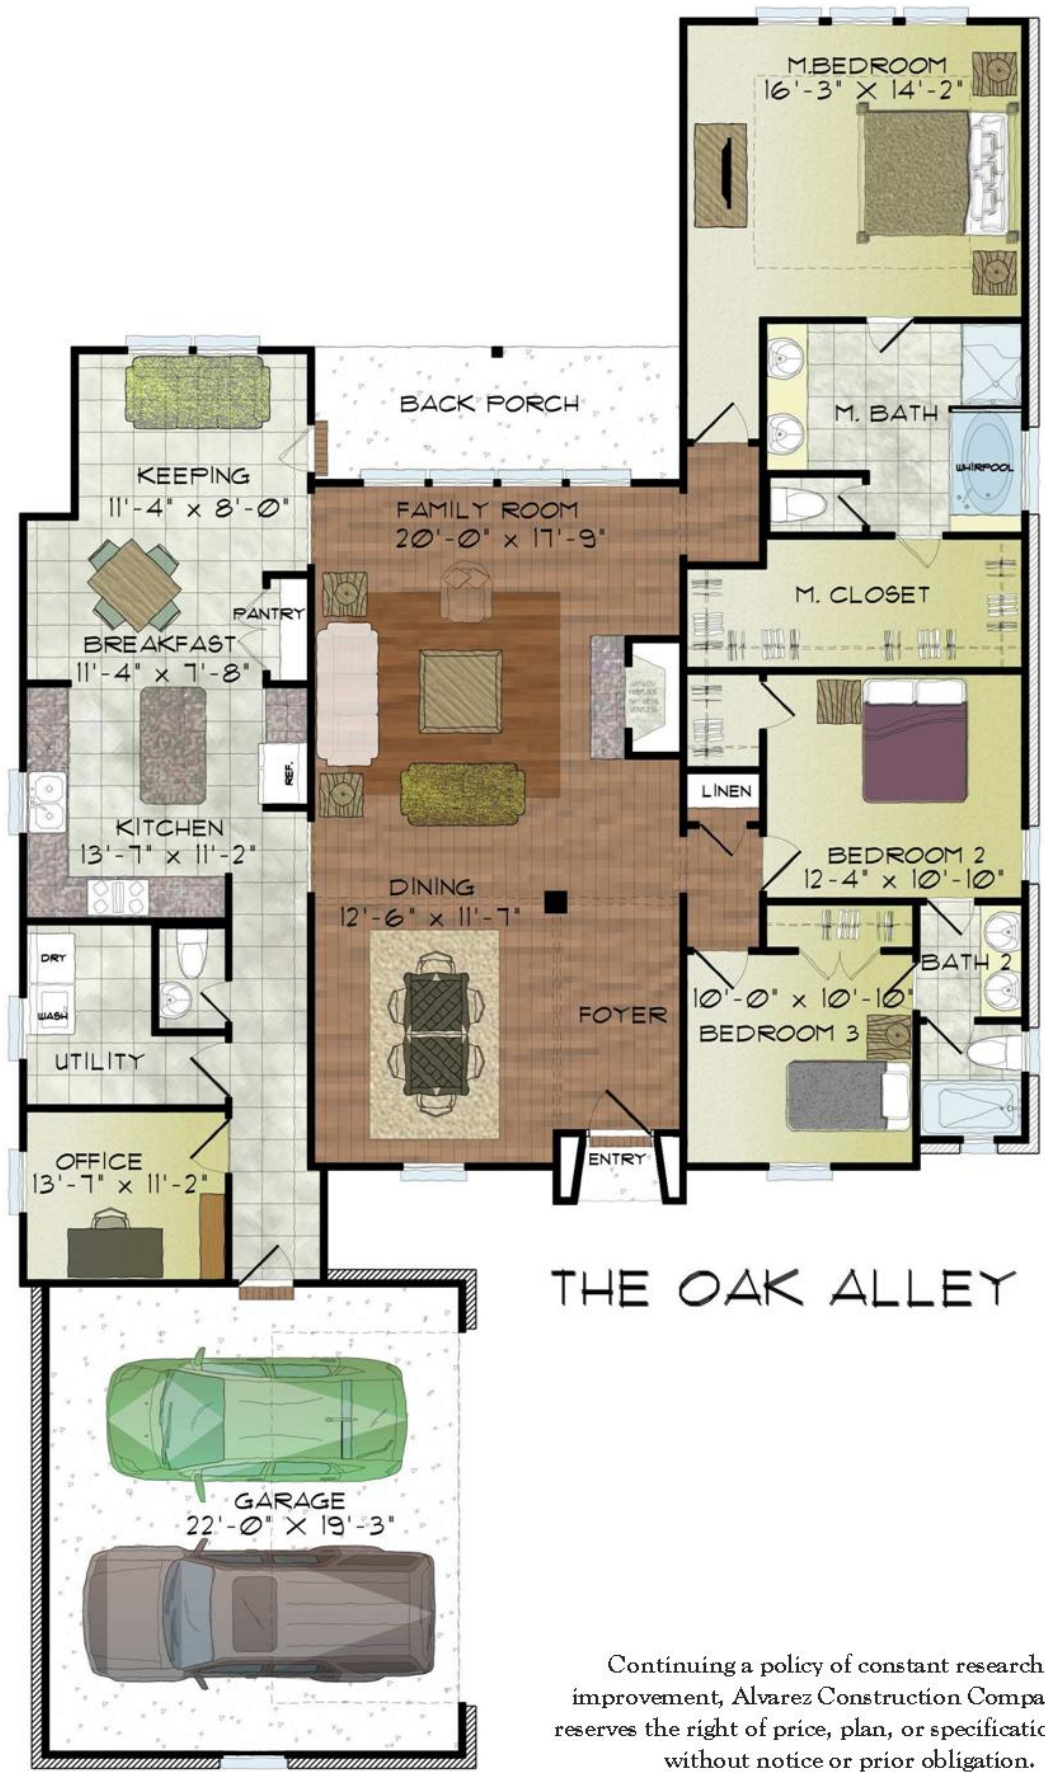 M.BEDROOM
16'-3" X 14'-2"
BACK PORCH
M. BATH
WHIRPOOL
KEEPING
11'-4" x 8'-0"
FAMILY ROOM
20'-0" x 17'-9"
PANTRY
M. CLOSET
BREAKFAST
11'-4" x 7'-8"
REF.
LINEN
KITCHEN
13'-7" x 11'-2"
BEDROOM 2
12-4" x 10'-10"
DINING
12'-6" x 11'-7"
DRY
WASH
BATH 2
10'-0" x 10'-10"
BEDROOM 3
FOYER
UTILITY
OFFICE
13'-7" x 11'-2"
ENTRY
THE OAK ALLEY
GARAGE
22'-0" X 19'-3"
Continuing a policy of constant research
improvement, Alvarez Construction Compa
reserves the right of price, plan, or specificatio
without notice or prior obligation.